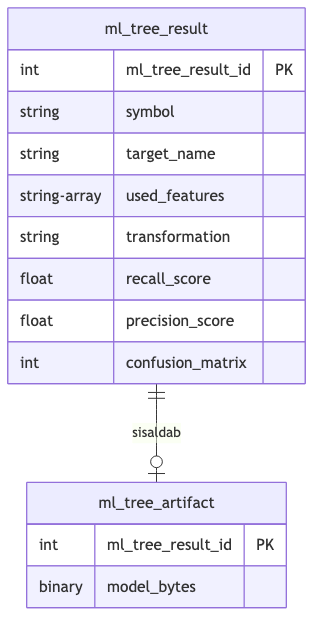 ml_tree_result
int ml_tree_result_id PK
string symbol
string target_name
string-array used_features
string transformation
float recall_score
float precision_score
int confusion_matrix
sisaldab
ml_tree_artifact
int ml_tree_result_id PK
binary model_bytes